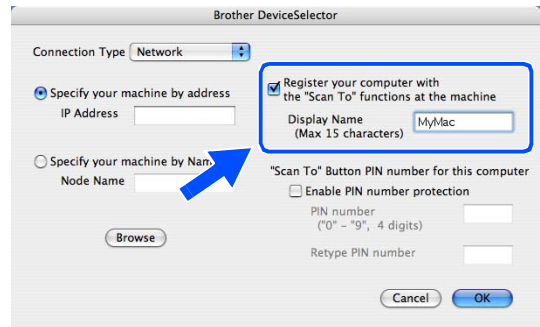 Brother DeviceSelector
Connection Type Network
Specify your machine by address
IP Address
Specify your machine by Nam
Node Name
Browse
Register your computer with
the "Scan To" functions at the machine
Display Name MyMac
(Max 15 characters)
"Scan To" Button PIN number for this computer
Enable PIN number protection
PIN number
("0" – "9", 4 digits)
Retype PIN number
Cancel OK